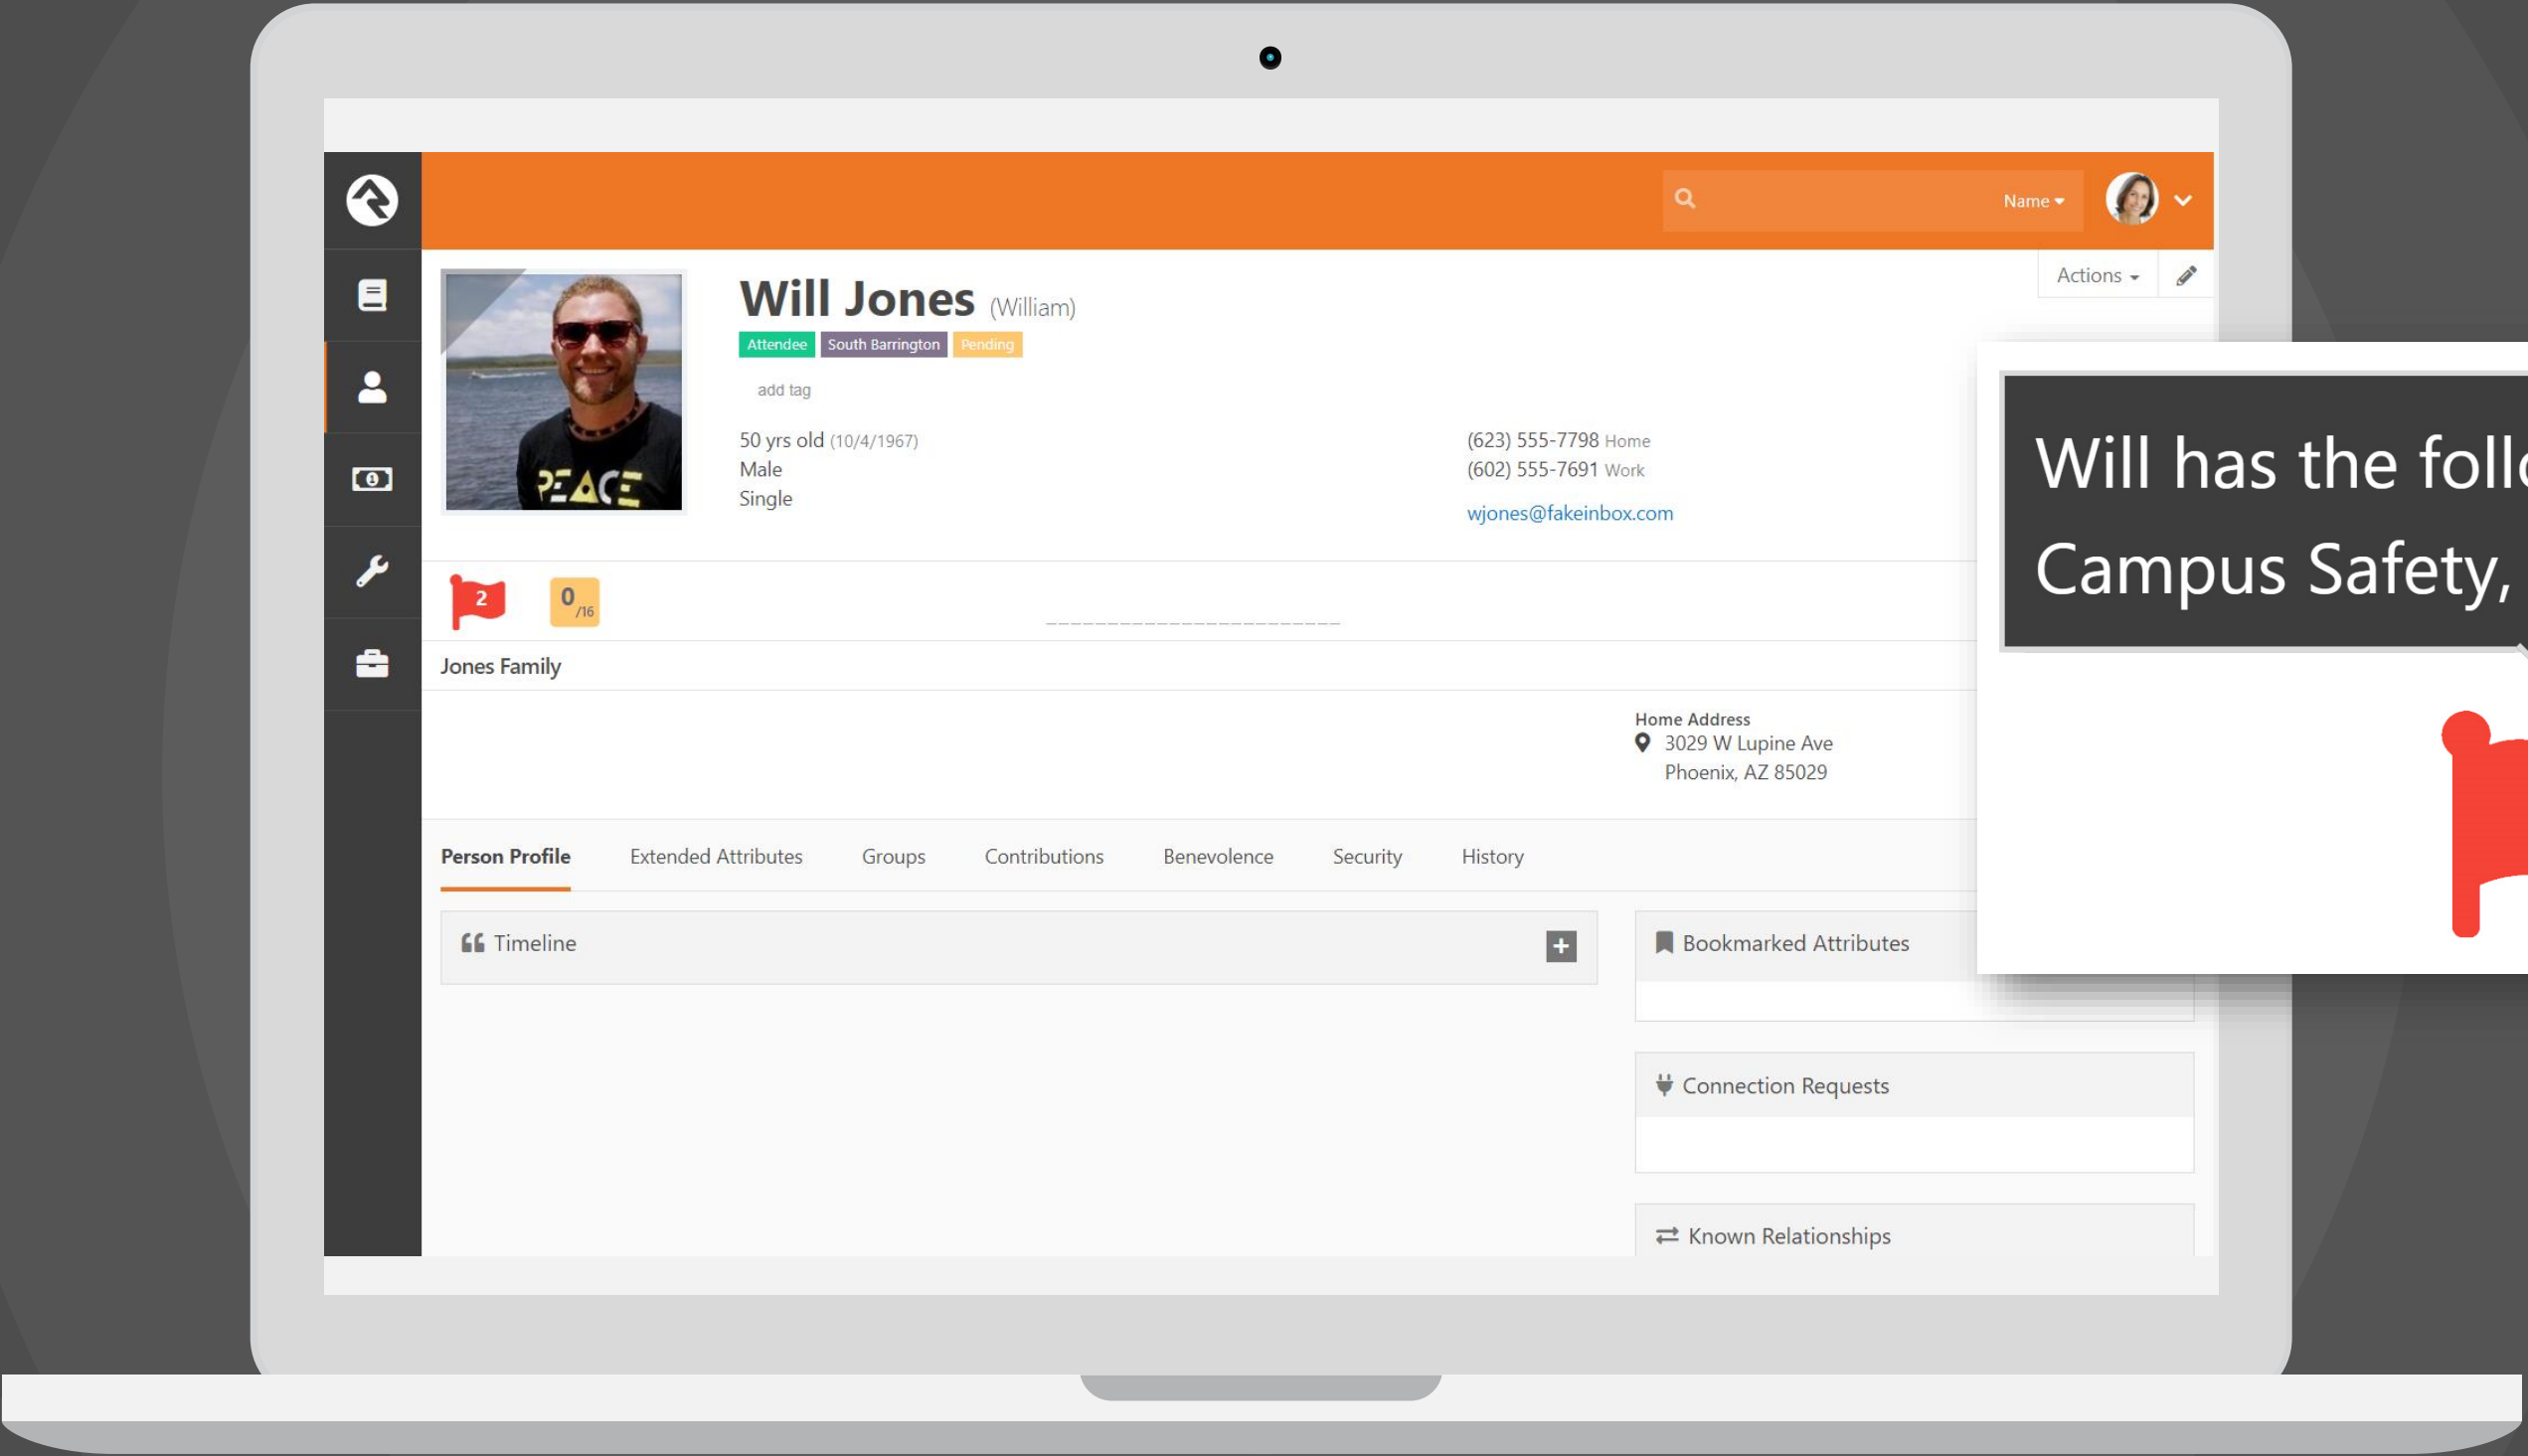 Name
Will Jones (William)
Actions
Attendee South Barrington Pending
add tag
50 yrs old (10/4/1967)
Male
Single
(623) 555-7798 Home
(602) 555-7691 Work
wjones@fakeinbox.com
PEACE
2
0/16
Jones Family
Home Address
3029 W Lupine Ave
Phoenix, AZ 85029
Person Profile Extended Attributes Groups Contributions Benevolence Security History
Timeline
Bookmarked Attributes
Connection Requests
Known Relationships
Will has the
Campus Safety,